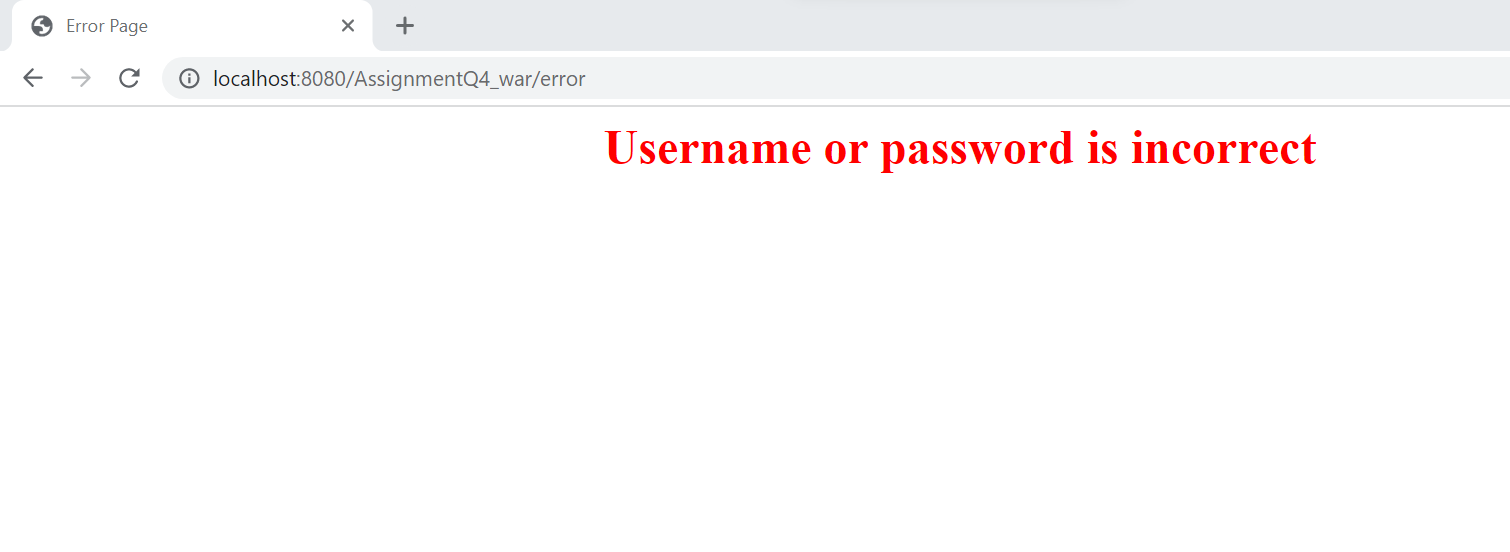 Error Page
localhost:8080/AssignmentQ4_war/error
Username or password is incorrect